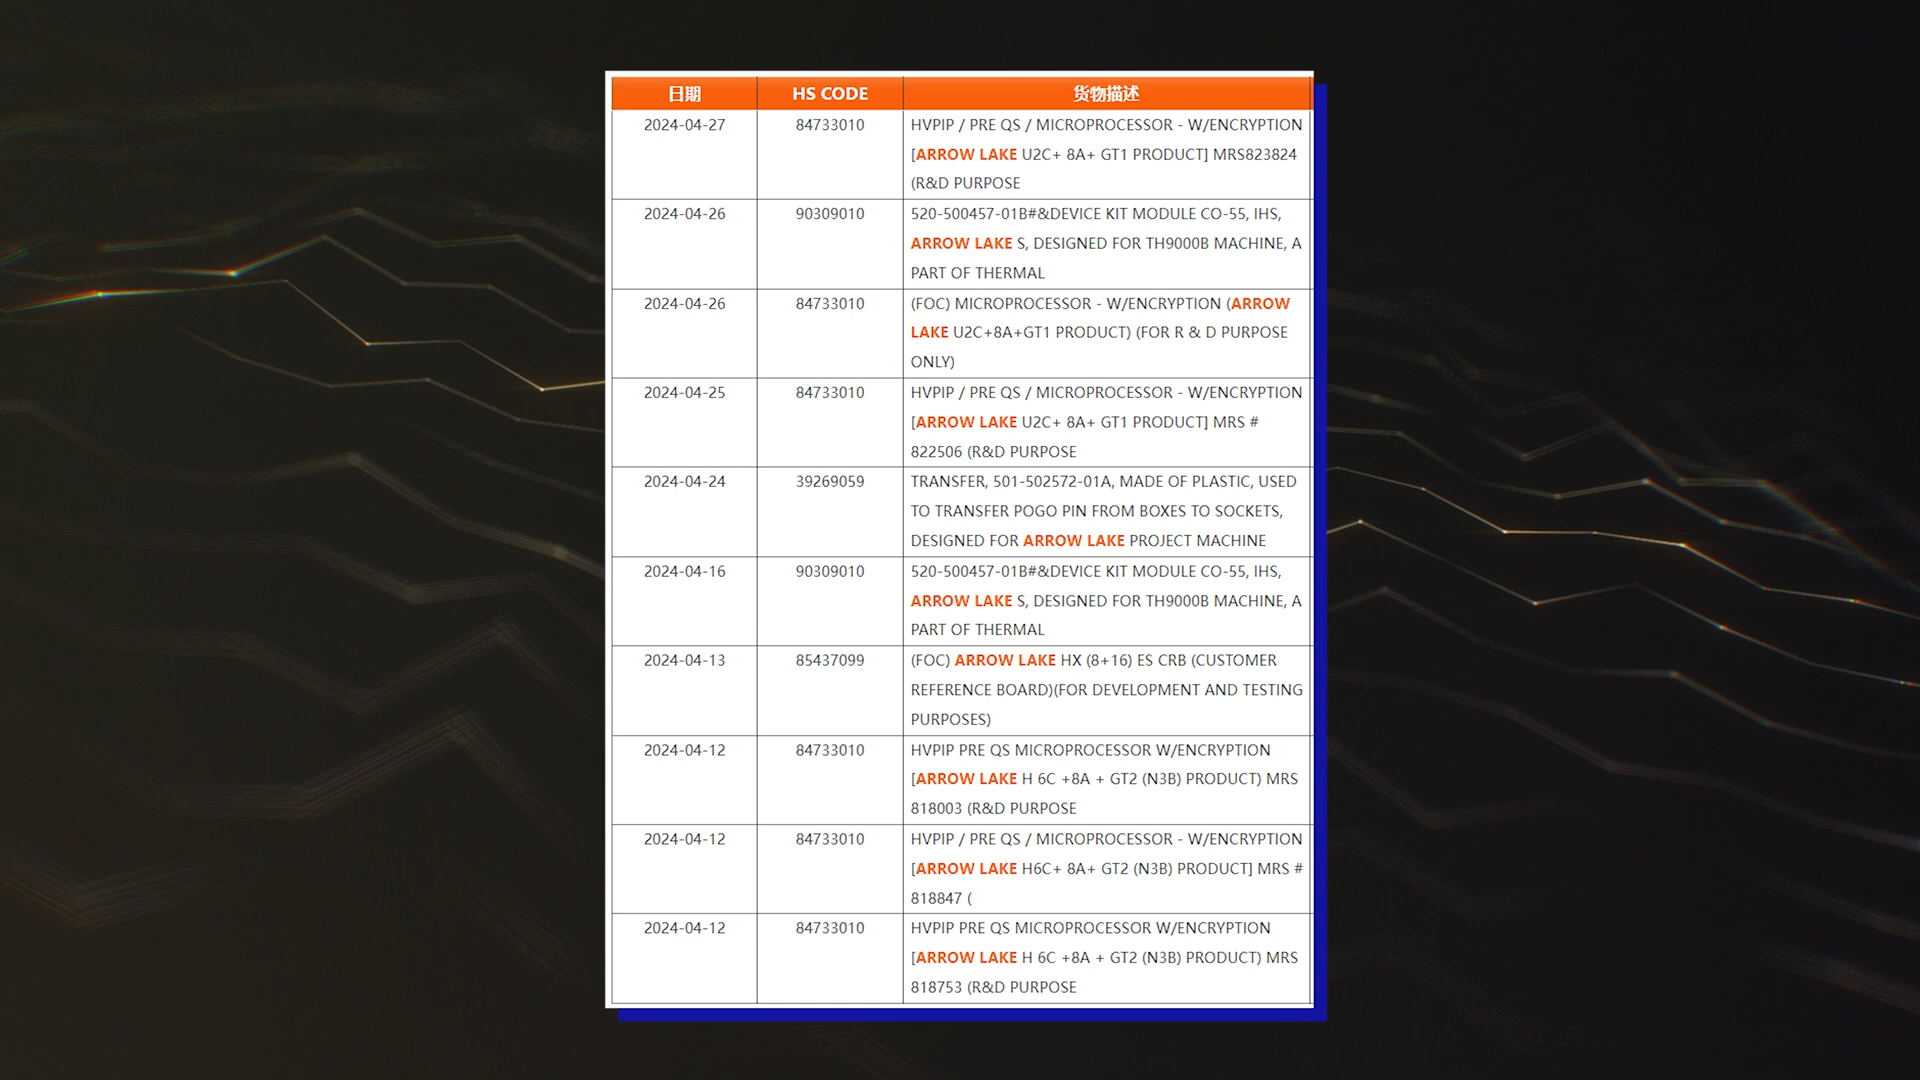 日期 HS CODE 货物描述
2024-04-27 84733010 HVPIP / PRE QS / MICROPROCESSOR - W/ENCRYPTION
[ARROW LAKE U2C+ 8A+ GT1 PRODUCT] MRS823824
(R&D PURPOSE
2024-04-26 90309010 520-500457-01B#&DEVICE KIT MODULE CO-55, IHS,
ARROW LAKE S, DESIGNED FOR TH9000B MACHINE, A
PART OF THERMAL
2024-04-26 84733010 (FOC) MICROPROCESSOR - W/ENCRYPTION (ARROW
LAKE U2C+8A+GT1 PRODUCT) (FOR R & D PURPOSE
ONLY)
2024-04-25 84733010 HVPIP / PRE QS / MICROPROCESSOR - W/ENCRYPTION
[ARROW LAKE U2C+ 8A+ GT1 PRODUCT] MRS #
822506 (R&D PURPOSE
2024-04-24 39269059 TRANSFER, 501-502572-01A, MADE OF PLASTIC, USED
TO TRANSFER POGO PIN FROM BOXES TO SOCKETS,
DESIGNED FOR ARROW LAKE PROJECT MACHINE
2024-04-16 90309010 520-500457-01B#&DEVICE KIT MODULE CO-55, IHS,
ARROW LAKE S, DESIGNED FOR TH9000B MACHINE, A
PART OF THERMAL
2024-04-13 85437099 (FOC) ARROW LAKE HX (8+16) ES CRB (CUSTOMER
REFERENCE BOARD)(FOR DEVELOPMENT AND TESTING
PURPOSES)
2024-04-12 84733010 HVPIP PRE QS MICROPROCESSOR W/ENCRYPTION
[ARROW LAKE H 6C +8A + GT2 (N3B) PRODUCT) MRS
818003 (R&D PURPOSE
2024-04-12 84733010 HVPIP / PRE QS / MICROPROCESSOR - W/ENCRYPTION
[ARROW LAKE H6C+ 8A+ GT2 (N3B) PRODUCT] MRS #
818847 (
2024-04-12 84733010 HVPIP PRE QS MICROPROCESSOR W/ENCRYPTION
[ARROW LAKE H 6C +8A + GT2 (N3B) PRODUCT) MRS
818753 (R&D PURPOSE